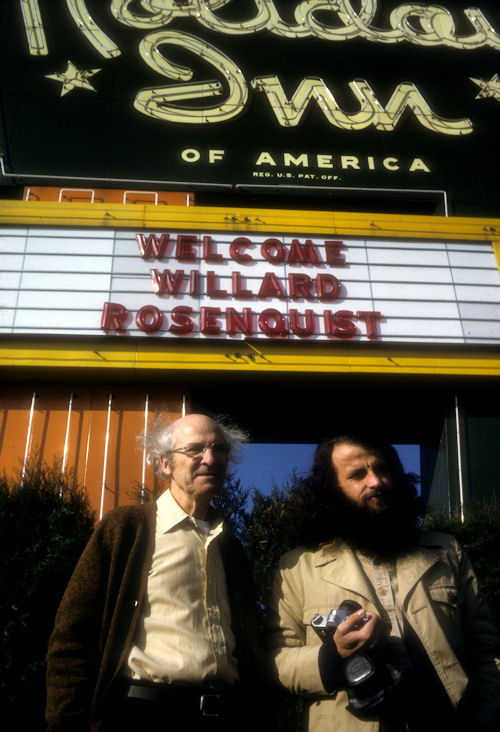 Holiday
Inn
OF AMERICA
REG. U.S. PAT. OFF.
WELCOME
WILLARD
ROSENQUIST